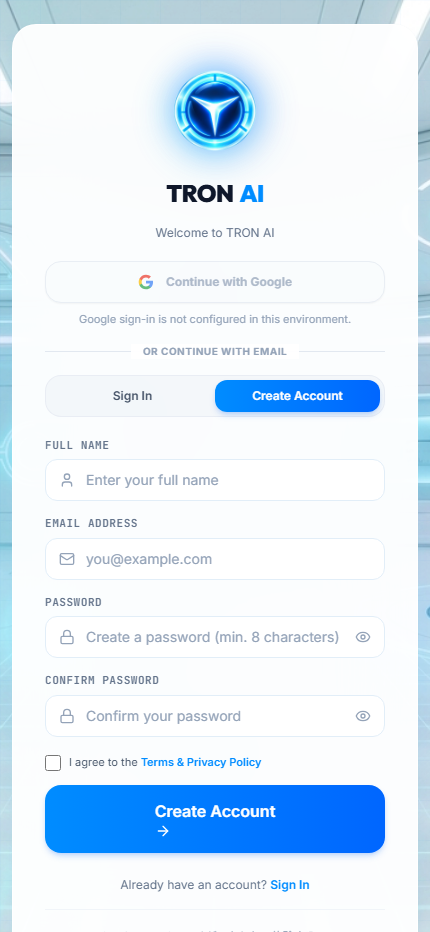 TRON AI
Welcome to TRON AI
Continue with Google
Google sign-in is not configured in this environment.
OR CONTINUE WITH EMAIL
Sign In
Create Account
FULL NAME
Enter your full name
EMAIL ADDRESS
you@example.com
PASSWORD
Create a password (min. 8 characters)
CONFIRM PASSWORD
Confirm your password
I agree to the Terms & Privacy Policy
Create Account
Already have an account? Sign In